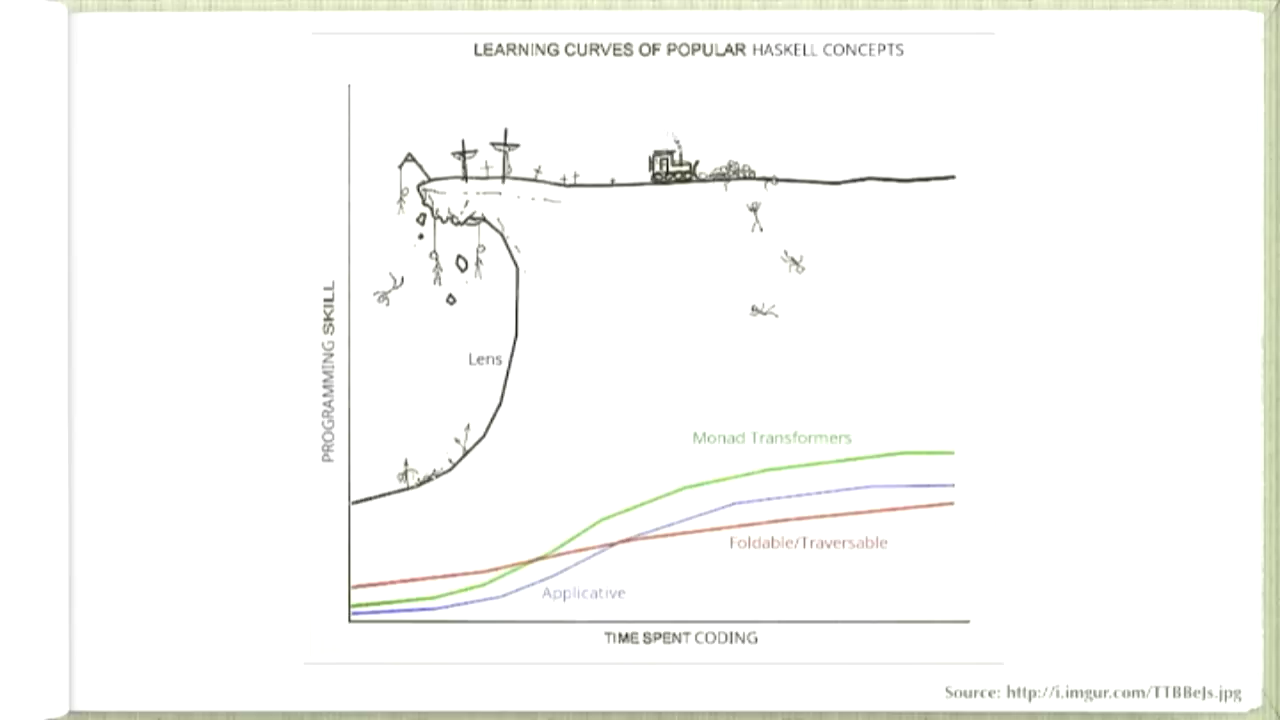 LEARNING CURVES OF POPULAR HASKELL CONCEPTS
PROGRAMMING SKILL
Lens
Monad Transformers
Foldable/Traversable
Applicative
TIME SPENT CODING
Source: http://i.imgur.com/TTBBeJs.jpg